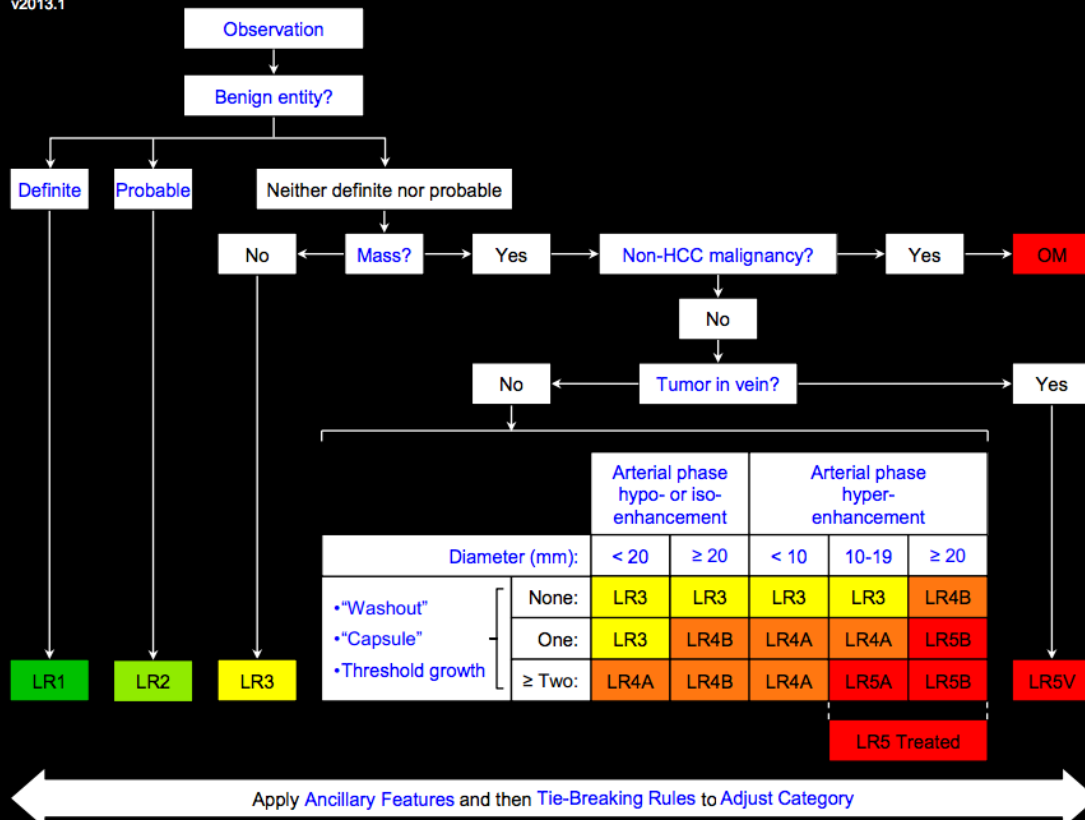 v2013.1
Observation
Benign entity?
Definite
Probable
Neither definite nor probable
No
Mass?
Yes
Non-HCC malignancy?
Yes
OM
No
No
Tumor in vein?
Yes
Arterial phase
hypo- or iso-
enhancement
Arterial phase
hyper-
enhancement
Diameter (mm):
< 20
≥ 20
< 10
10-19
≥ 20
•“Washout”
•“Capsule”
•Threshold growth
None:
LR3
LR3
LR3
LR3
LR4B
One:
LR3
LR4B
LR4A
LR4A
LR5B
≥ Two:
LR4A
LR4B
LR4A
LR5A
LR5B
LR1
LR2
LR3
LR5V
LR5 Treated
Apply Ancillary Features and then Tie-Breaking Rules to Adjust Category